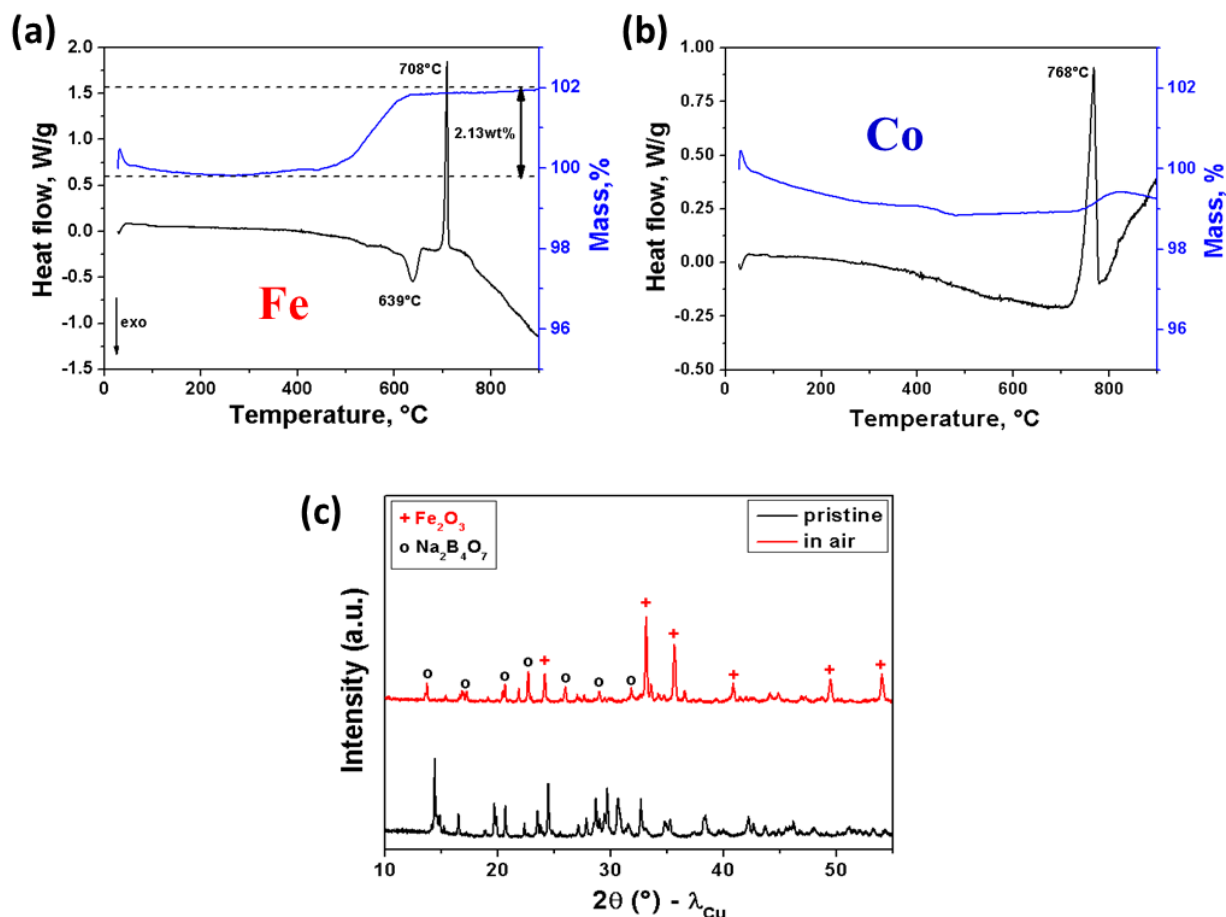 (a)
2.0
1.5
1.0
0.5
0.0
-0.5
-1.0
-1.5
Heat flow, W/g
708°C
2.13wt%
639°C
Fe
exo
102
100
98
96
Mass,%
0 200 400 600 800
Temperature, °C
(b)
1.00
0.75
0.50
0.25
0.00
-0.25
-0.50
Heat flow, W/g
768°C
Co
102
100
98
96
Mass, %
0 200 400 600 800
Temperature, °C
(c)
+ Fe₂O₃
o Na₂B₄O₇
pristine
in air
Intensity (a.u.)
+ + + + + +
o o o o o o o
10 20 30 40 50
2θ (°) - λCu